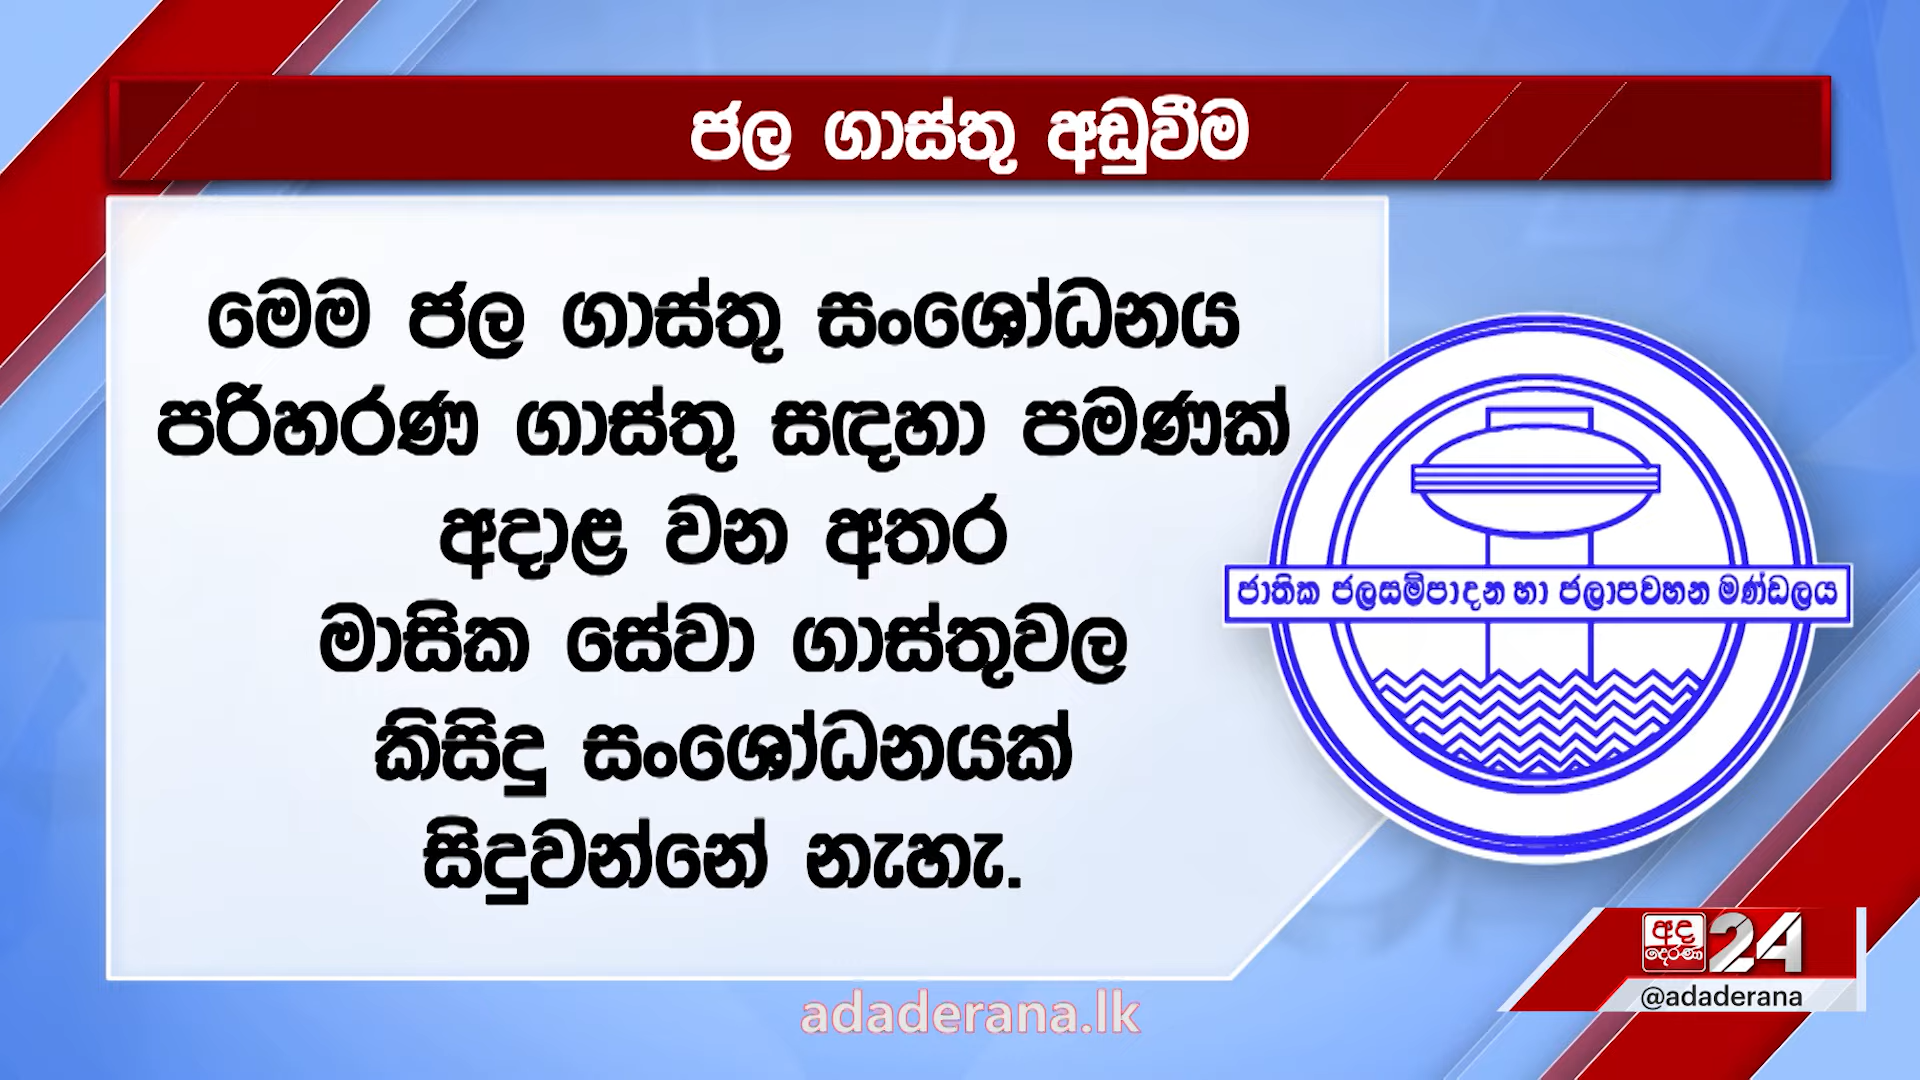 ජල ගාස්තු අඩුවීම
මෙම ජල ගාස්තු සංශෝධනය
පරිහරණ ගාස්තු සඳහා පමණක්
අදාළ වන අතර
මාසික සේවා ගාස්තුවල
කිසිදු සංශෝධනයක්
සිදුවන්නේ නැහැ.
ජාතික ජලසම්පාදන හා ජලාපවහන මණ්ඩලය
අද
දෙරණ
24
@adaderana
adaderana.lk